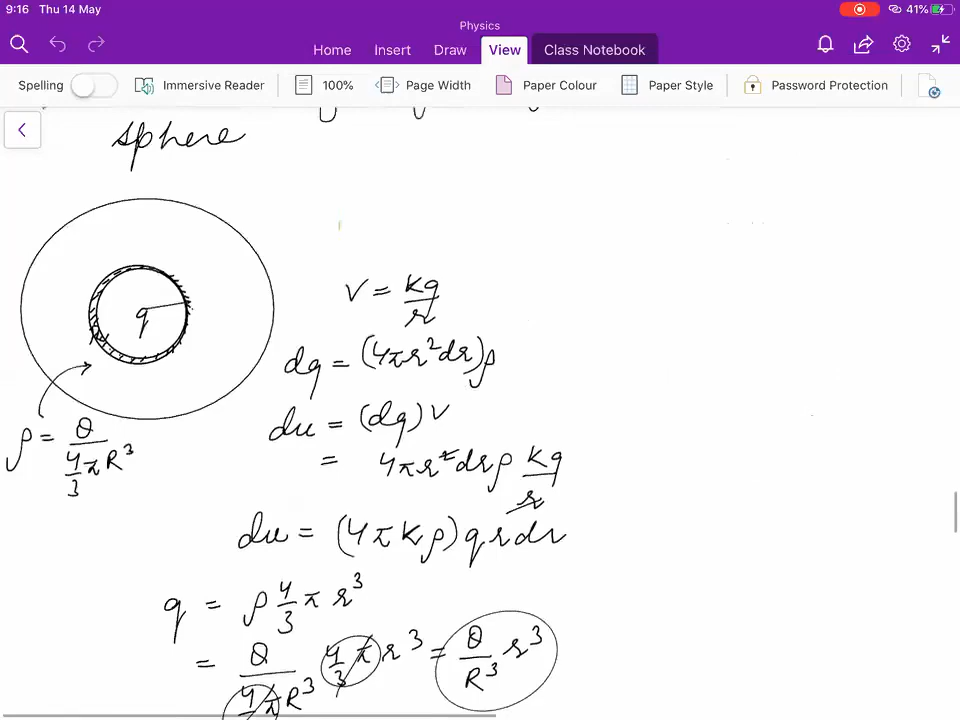 9:16 Thu 14 May
41%
Physics
Home Insert Draw View Class Notebook
Spelling Immersive Reader 100% Page Width Paper Colour Paper Style Password Protection
sphere
q
V = kq/r
dq = (4πr²dr)ρ
du = (dq)V
= 4πr²drρ kq/r
ρ = Q/(4/3 πR³)
du = (4πkρ)qrdr
q = ρ 4/3 π r³
= Q/(4/3 πR³) 4/3 π r³ = Q/R³ r³